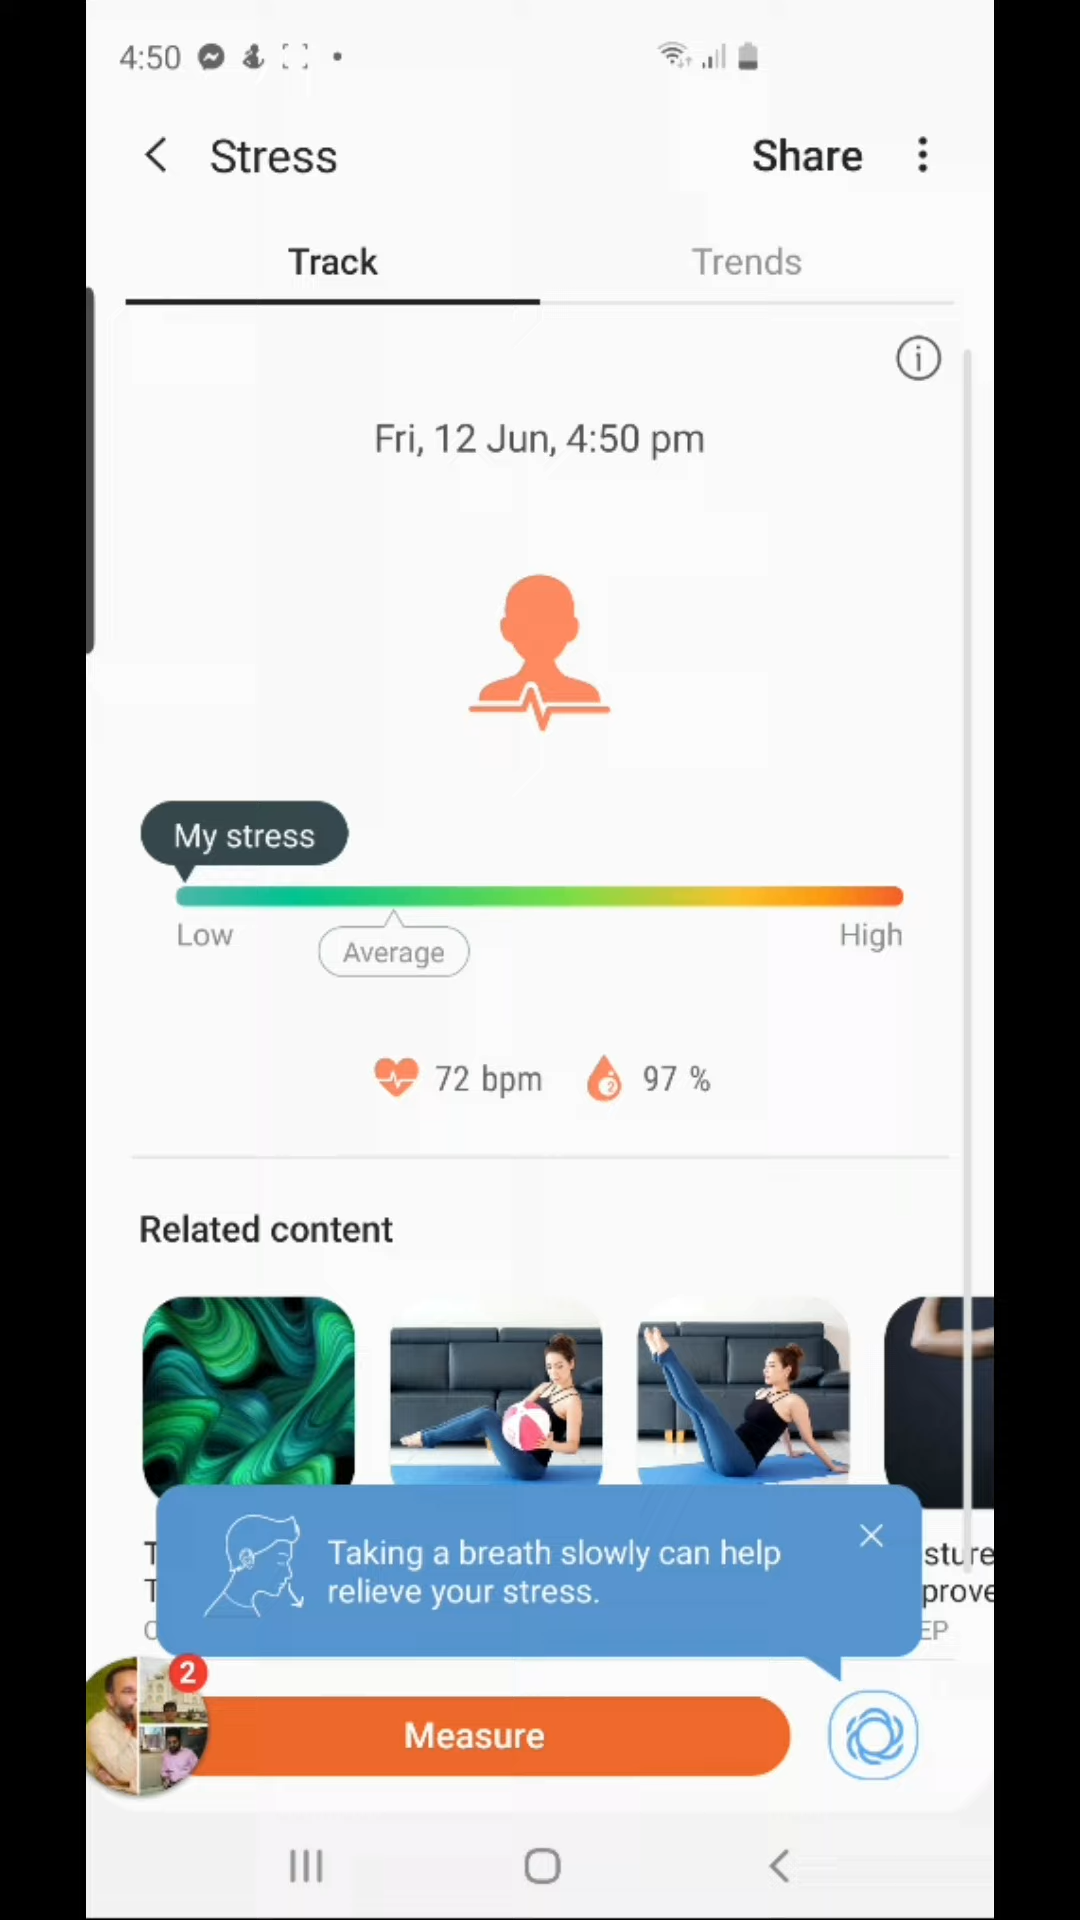 4:50
Stress
Share
Track
Trends
Fri, 12 Jun, 4:50 pm
My stress
Low
High
Average
72 bpm
97 %
Related content
Taking a breath slowly can help
relieve your stress.
2
Measure